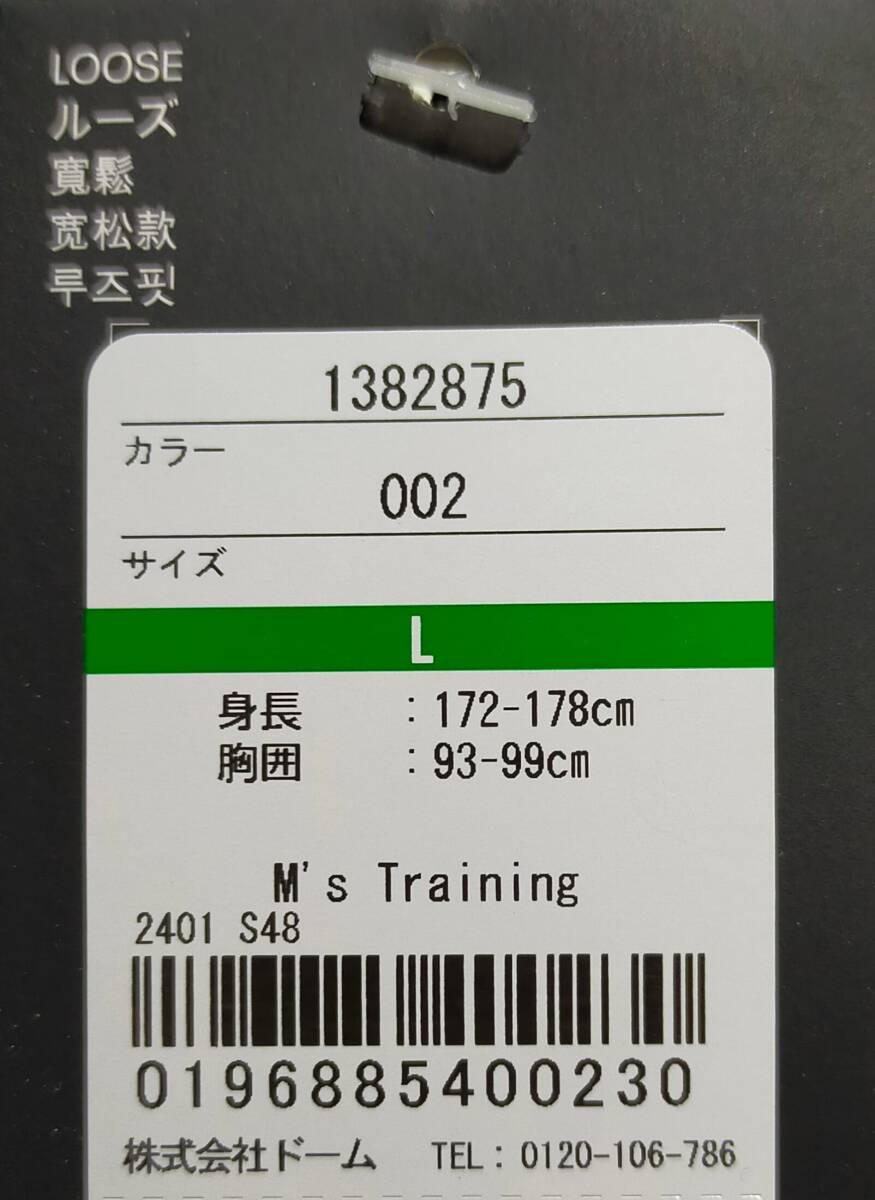 LOOSE
ルーズ
寬鬆
宽松款
루즈핏
1382875
カラー
002
サイズ
L
身長 : 172-178cm
胸囲 : 93-99cm
M's Training
2401 S48
0196885400230
株式会社ドーム TEL: 0120-106-786